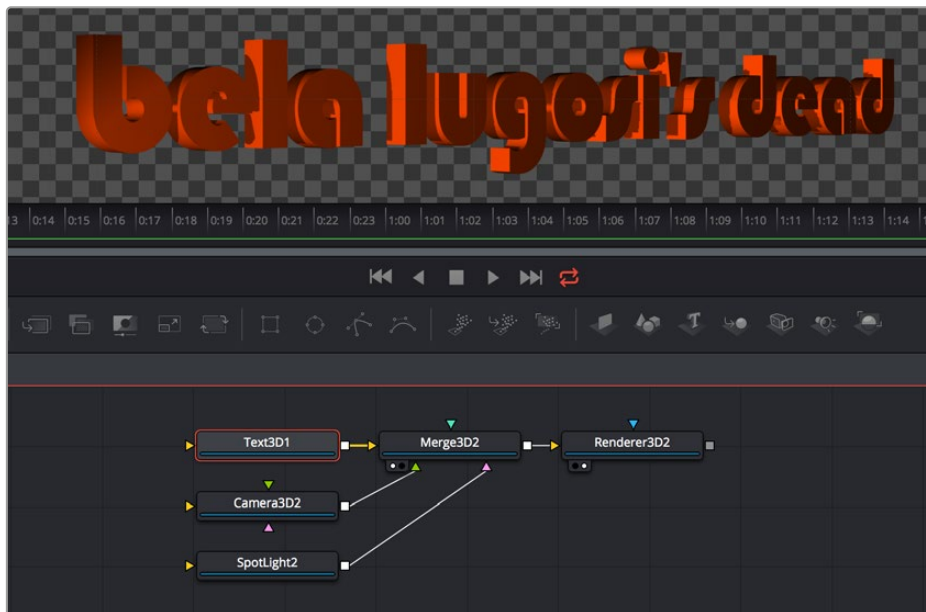 bela lugosi's dead
0:14 0:15 0:16 0:17 0:18 0:19 0:20 0:21 0:22 0:23 1:00 1:01 1:02 1:03 1:04 1:05 1:06 1:07 1:08 1:09 1:10 1:11 1:12 1:13 1:14
T
Text3D1 Merge3D2 Renderer3D2
Camera3D2
SpotLight2